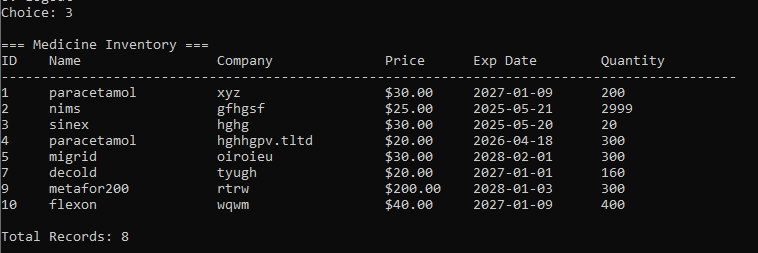 Choice: 3
=== Medicine Inventory ===
ID Name Company Price Exp Date Quantity
--------------------------------------------------------------------------------------------
1 paracetamol xyz $30.00 2027-01-09 200
2 nims gfhgsf $25.00 2025-05-21 2999
3 sinex hghg $30.00 2025-05-20 20
4 paracetamol hghhgpv.tltd $20.00 2026-04-18 300
5 migrid oiroieu $30.00 2028-02-01 300
7 decold tyugh $20.00 2027-01-01 160
9 metafor200 rtrw $200.00 2028-01-03 300
10 flexon wqwm $40.00 2027-01-09 400
Total Records: 8